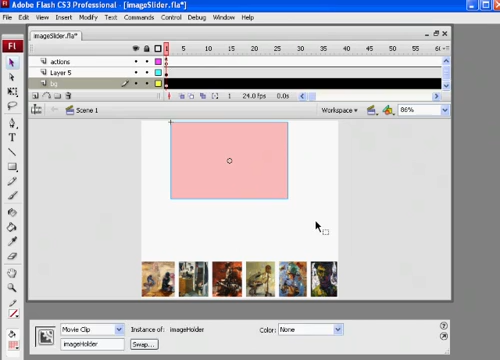 Adobe Flash CS3 Professional - [imageSlider.fla*]
File Edit View Insert Modify Text Commands Control Debug Window Help
imageSlider.fla*
1 5 10 15 20 25 30 35 40 45 50 55 60
actions
Layer 5
bg
1 24.0 fps 0.0s
Scene 1 Workspace 86%
Movie Clip Instance of: imageHolder Color: None
imageHolder Swap...